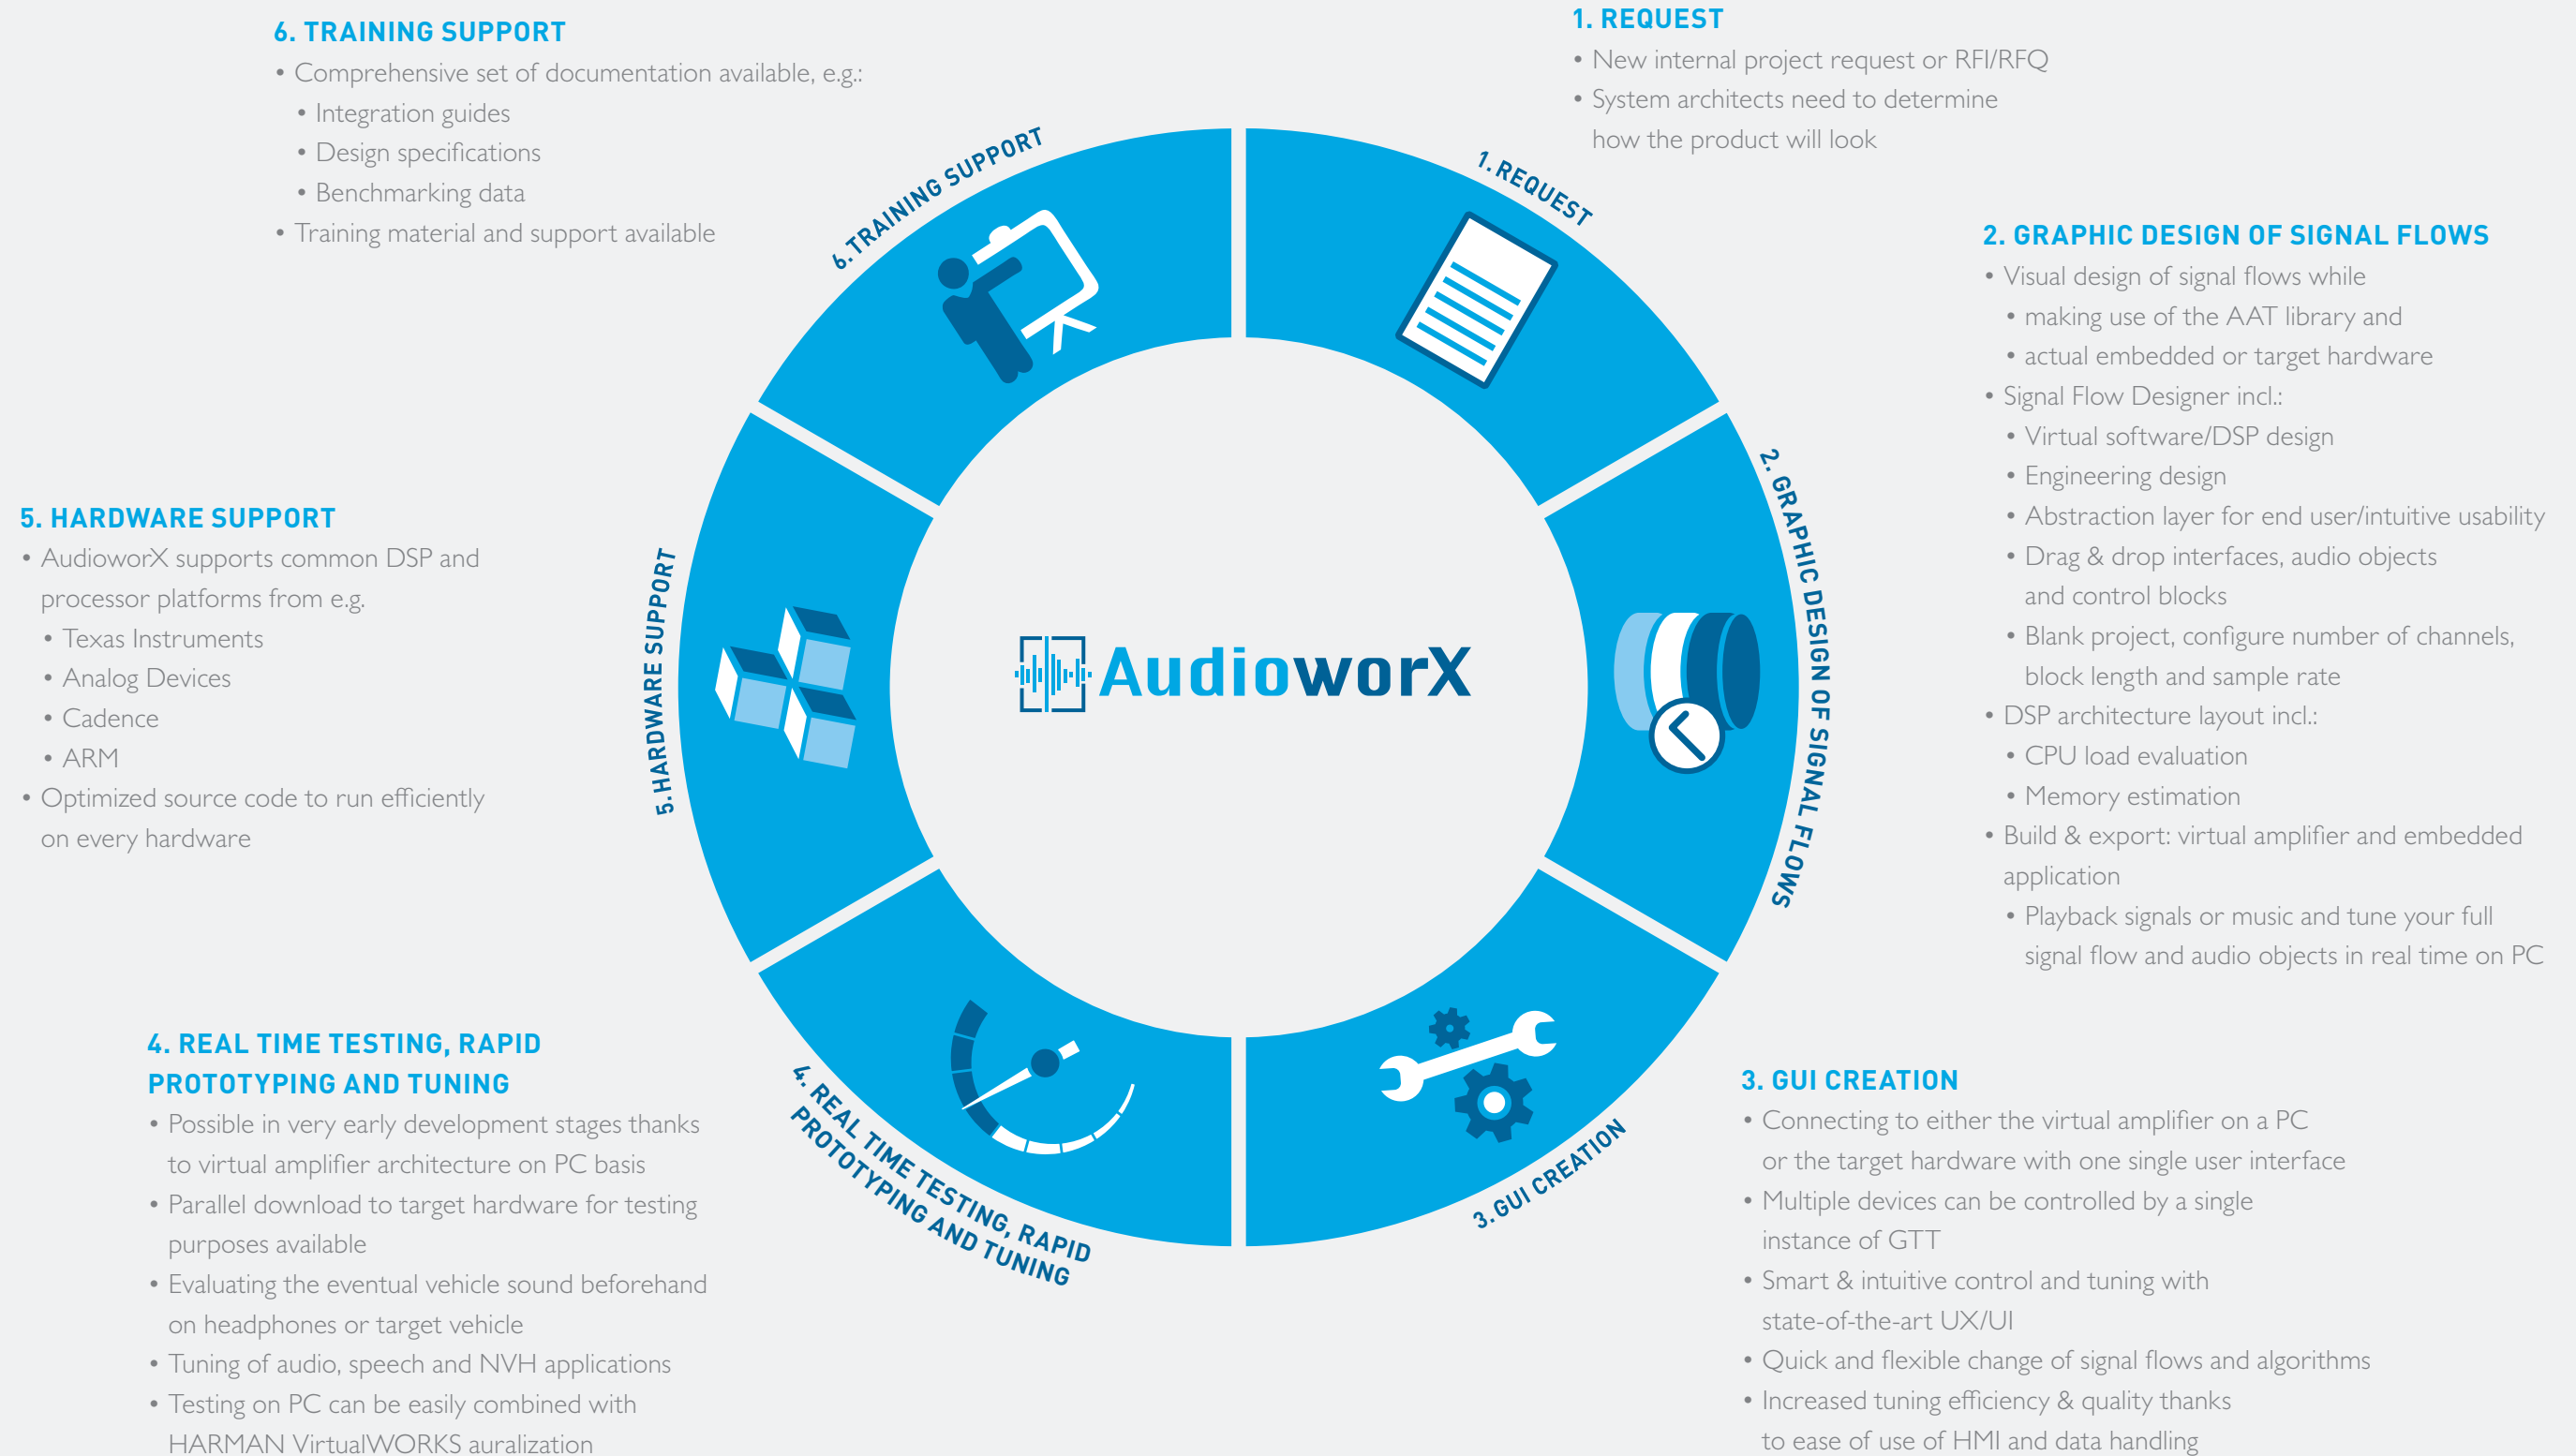 1. REQUEST
• New internal project request or RFI/RFQ
• System architects need to determine
how the product will look
2. GRAPHIC DESIGN OF SIGNAL FLOWS
• Visual design of signal flows while
• making use of the AAT library and
• actual embedded or target hardware
• Signal Flow Designer incl.:
• Virtual software/DSP design
• Engineering design
• Abstraction layer for end user/intuitive usability
• Drag & drop interfaces, audio objects
and control blocks
• Blank project, configure number of channels,
block length and sample rate
• DSP architecture layout incl.:
• CPU load evaluation
• Memory estimation
• Build & export: virtual amplifier and embedded
application
• Playback signals or music and tune your full
signal flow and audio objects in real time on PC
3. GUI CREATION
• Connecting to either the virtual amplifier on a PC
or the target hardware with one single user interface
• Multiple devices can be controlled by a single
instance of GTT
• Smart & intuitive control and tuning with
state-of-the-art UX/UI
• Quick and flexible change of signal flows and algorithms
• Increased tuning efficiency & quality thanks
to ease of use of HMI and data handling
4. REAL TIME TESTING, RAPID
PROTOTYPING AND TUNING
• Possible in very early development stages thanks
to virtual amplifier architecture on PC basis
• Parallel download to target hardware for testing
purposes available
• Evaluating the eventual vehicle sound beforehand
on headphones or target vehicle
• Tuning of audio, speech and NVH applications
• Testing on PC can be easily combined with
HARMAN VirtualWORKS auralization
5. HARDWARE SUPPORT
• AudioworX supports common DSP and
processor platforms from e.g.
• Texas Instruments
• Analog Devices
• Cadence
• ARM
• Optimized source code to run efficiently
on every hardware
6. TRAINING SUPPORT
• Comprehensive set of documentation available, e.g.:
• Integration guides
• Design specifications
• Benchmarking data
• Training material and support available
1. REQUEST
2. GRAPHIC DESIGN OF SIGNAL FLOWS
3. GUI CREATION
4. REAL TIME TESTING, RAPID
PROTOTYPING AND TUNING
5. HARDWARE SUPPORT
6. TRAINING SUPPORT
AudioworX